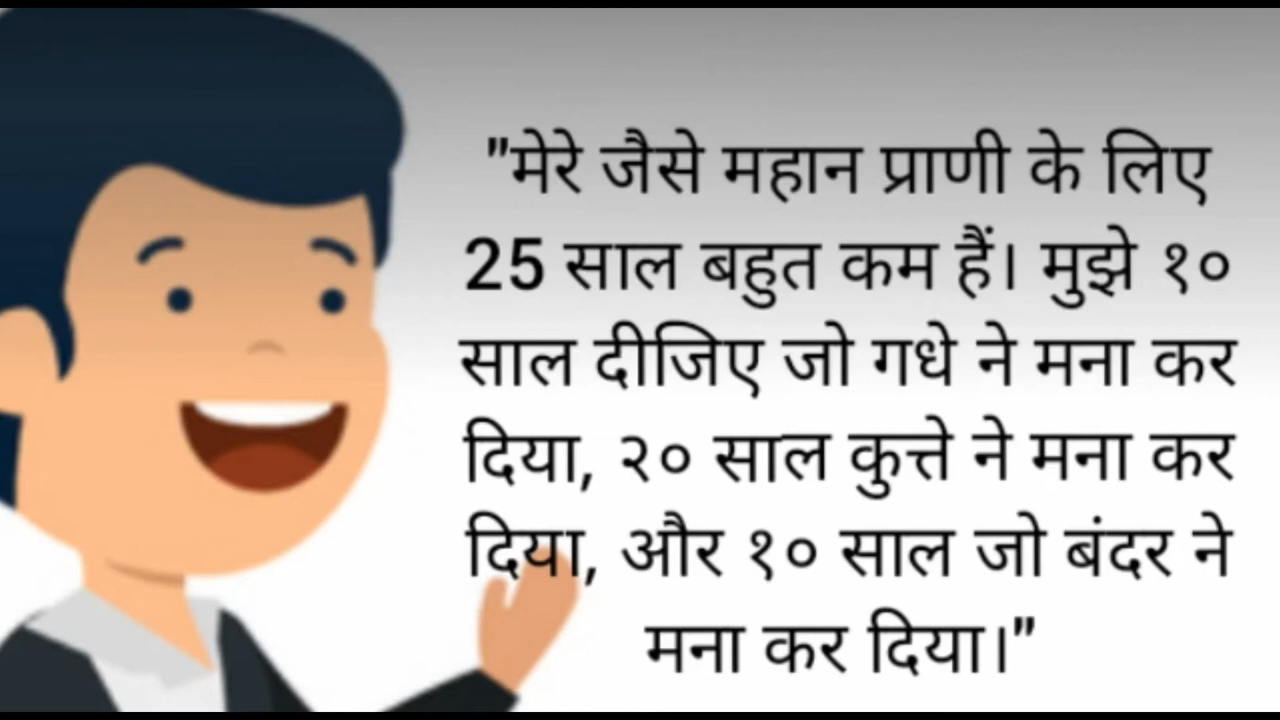 "मेरे जैसे महान प्राणी के लिए
25 साल बहुत कम हैं। मुझे १०
साल दीजिए जो गधे ने मना कर
दिया, २० साल कुत्ते ने मना कर
दिया, और १० साल जो बंदर ने
मना कर दिया।"